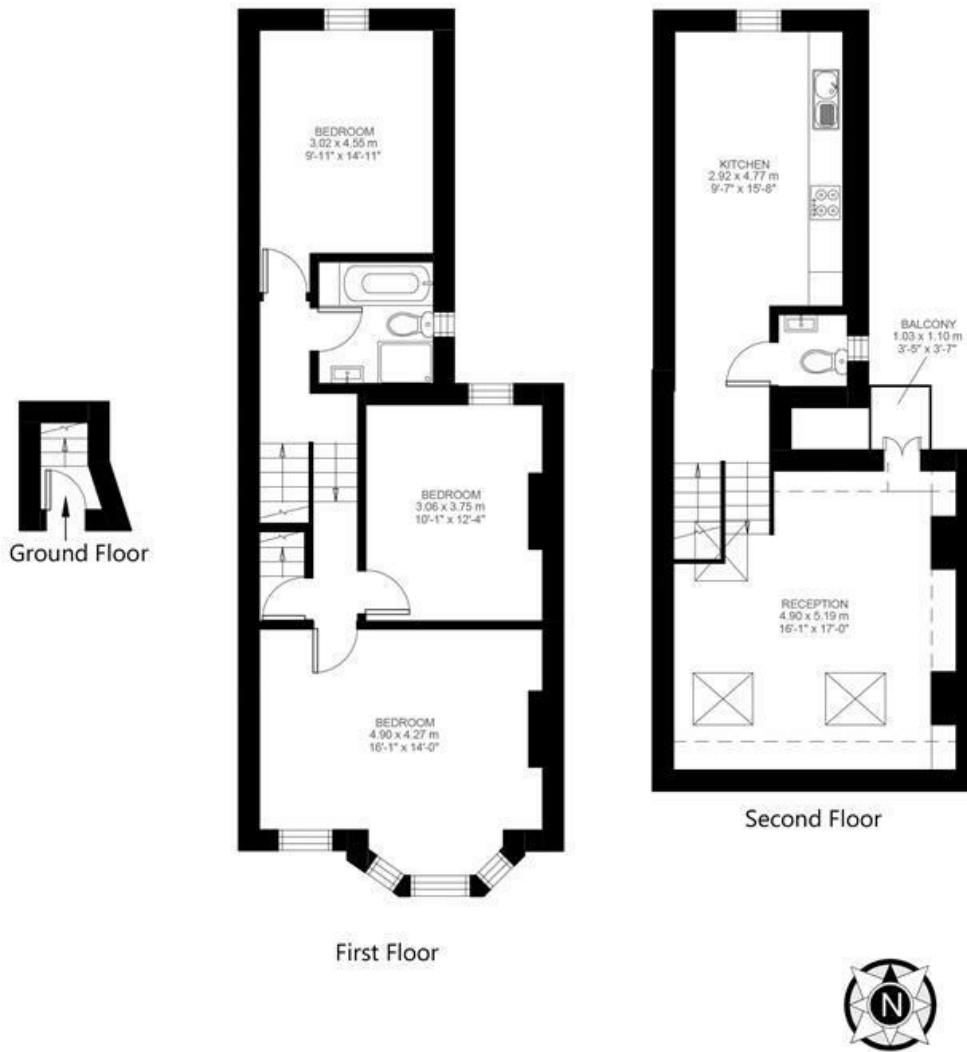 BEDROOM
3.02 x 4.55 m
9'-11" x 14'-11"
KITCHEN
2.92 x 4.77 m
9'-7" x 15'-8"
BALCONY
1.03 x 1.10 m
3'-5" x 3'-7"
BEDROOM
3.06 x 3.75 m
10'-1" x 12'-4"
Ground Floor
RECEPTION
4.90 x 5.19 m
16'-1" x 17'-0"
BEDROOM
4.90 x 4.27 m
16'-1" x 14'-0"
Second Floor
First Floor
N